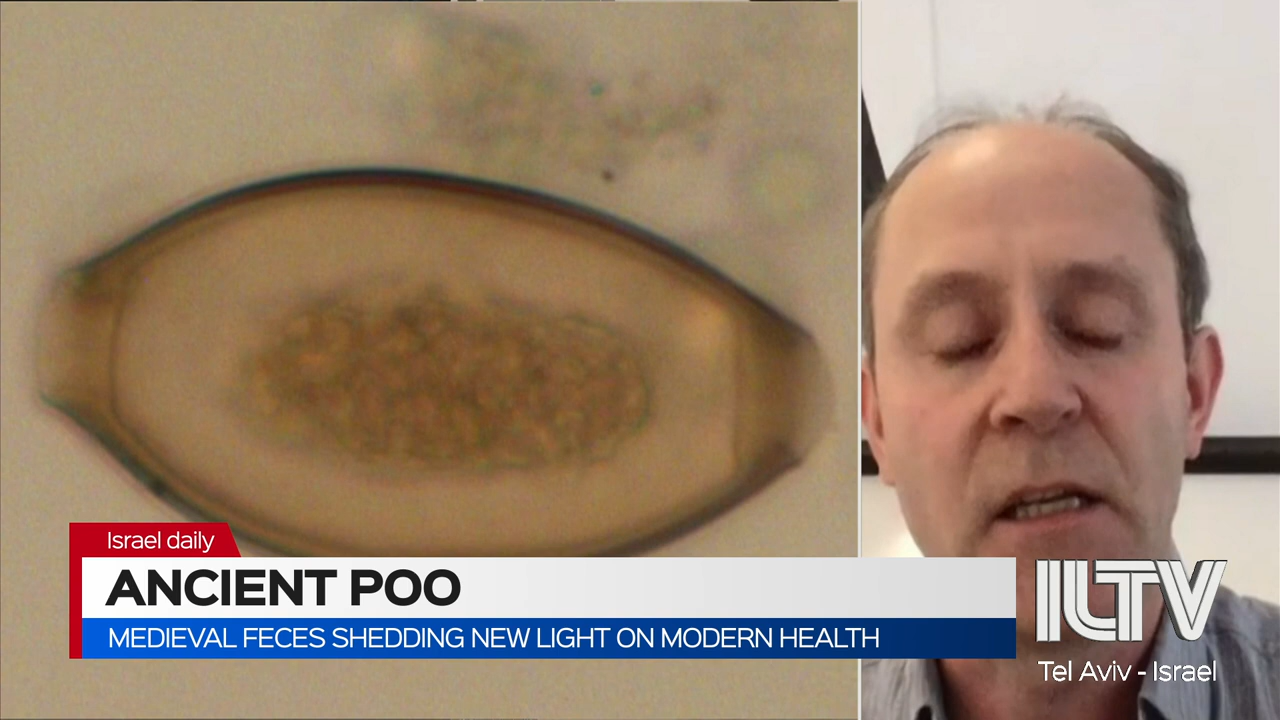 Israel daily
ANCIENT POO
MEDIEVAL FECES SHEDDING NEW LIGHT ON MODERN HEALTH
ILTV
Tel Aviv - Israel